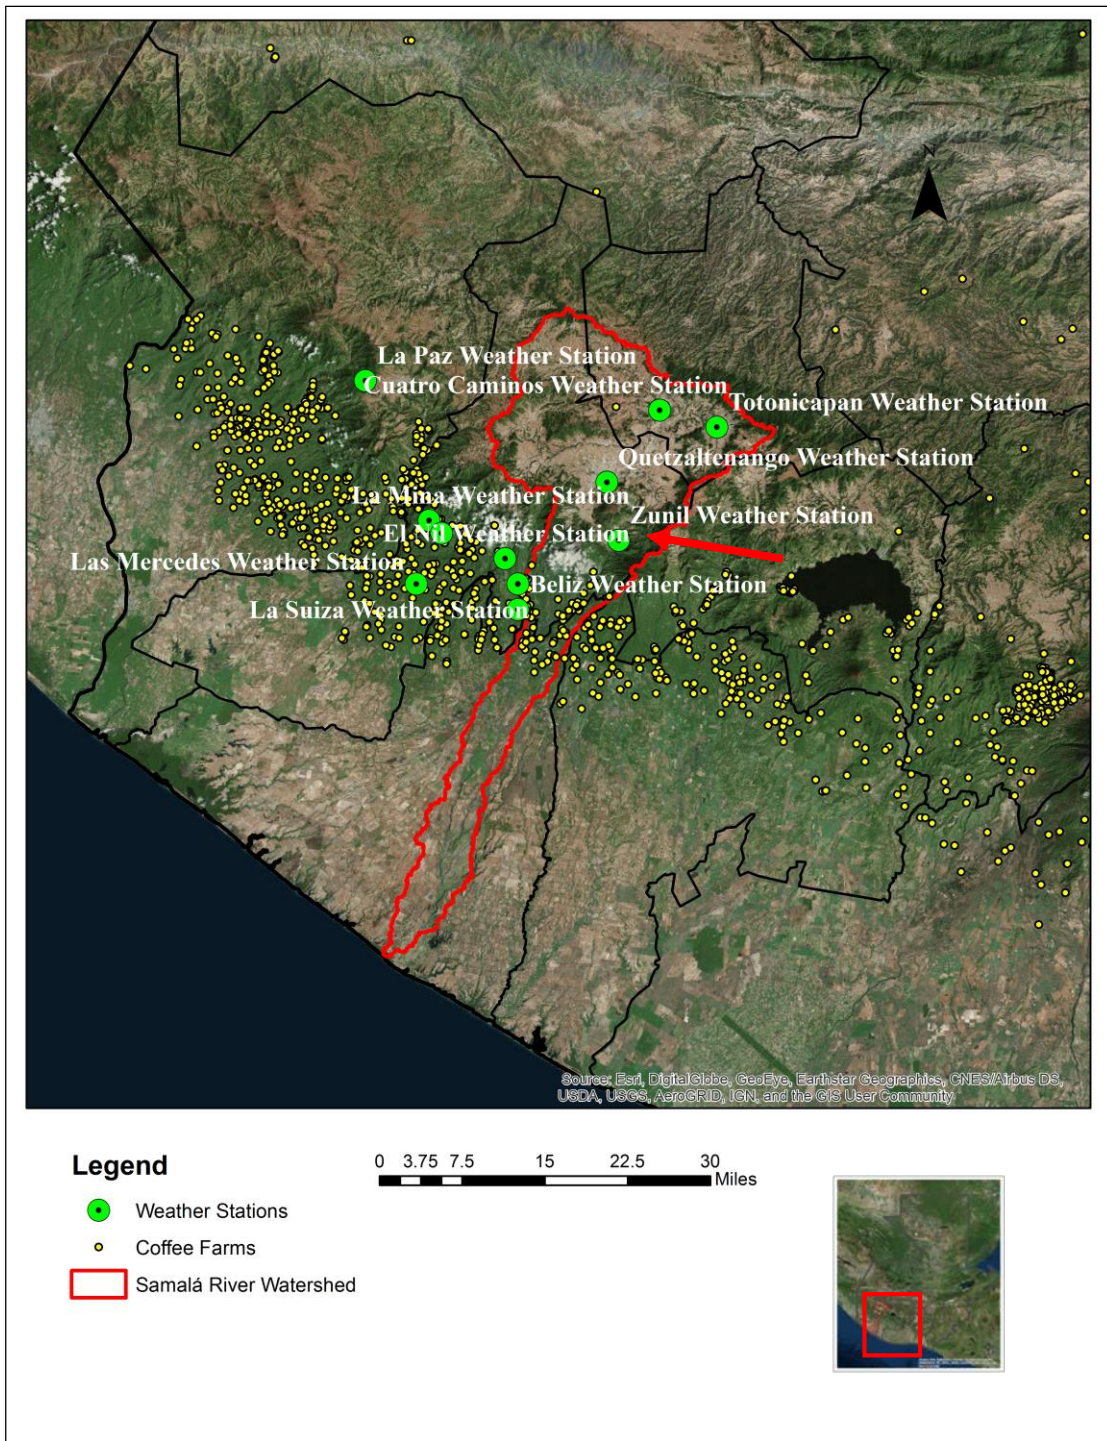 N
La Paz Weather Station
Cuatro Caminos Weather Station
Totonicapan Weather Station
Quetzaltenango Weather Station
La Mina Weather Station
Zunil Weather Station
El Nil Weather Station
Las Mercedes Weather Station
Beliz Weather Station
La Suiza Weather Station
Source: Esri, DigitalGlobe, GeoEye, Earthstar Geographics, CNES/Airbus DS,
USDA, USGS, AeroGRID, IGN, and the GIS User Community
Legend
Weather Stations
Coffee Farms
Samalá River Watershed
0 3.75 7.5 15 22.5 30
Miles